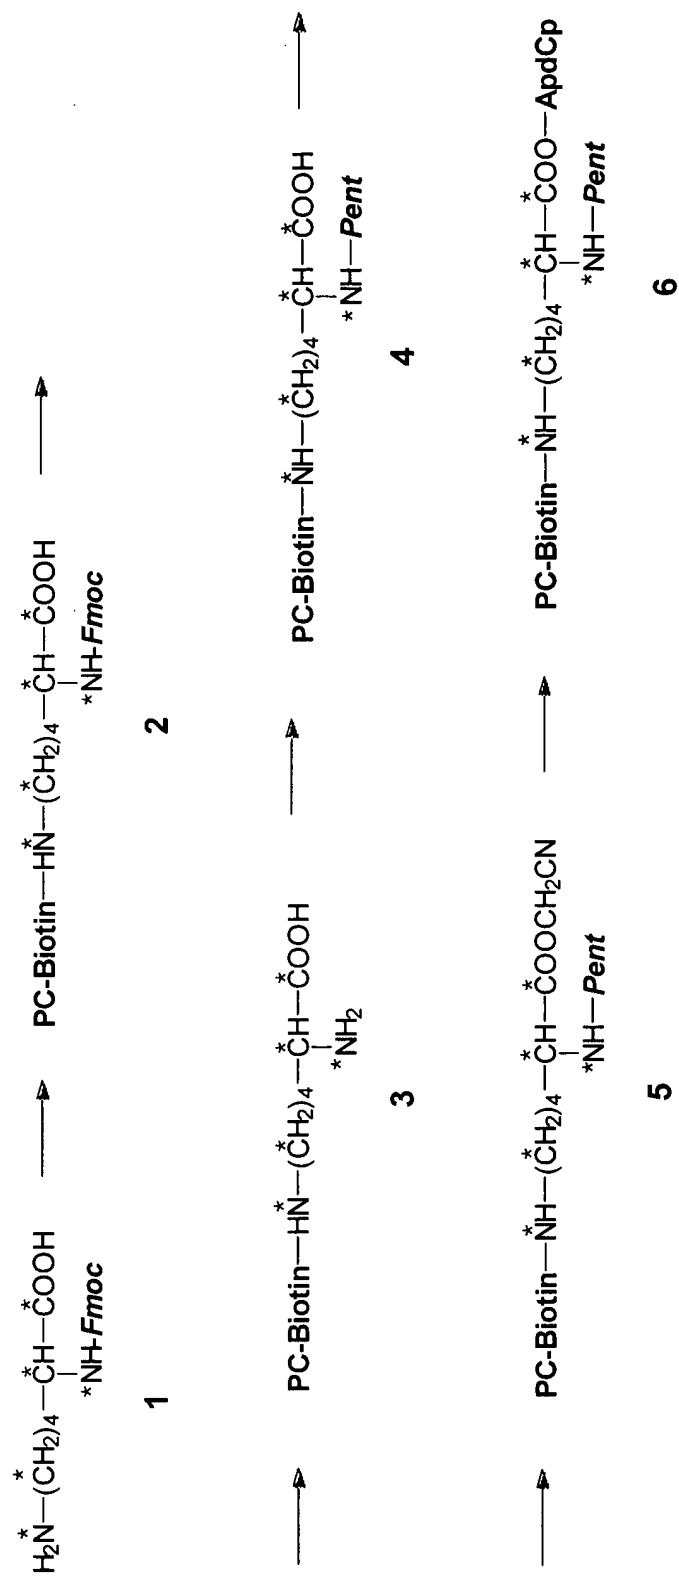 H₂N*—(CH₂)₄*—CH*—COOH*
*NH-Fmoc
1
PC-Biotin—HN*—(CH₂)₄*—CH*—COOH*
*NH-Fmoc
2
PC-Biotin—HN*—(CH₂)₄*—CH*—COOH*
*NH₂
3
PC-Biotin—NH*—(CH₂)₄*—CH*—COOH*
*NH—Pent
4
PC-Biotin—NH*—(CH₂)₄*—CH*—COOCH₂CN*
*NH—Pent
5
PC-Biotin—NH*—(CH₂)₄*—CH*—COO*—ApdCp
*NH—Pent
6